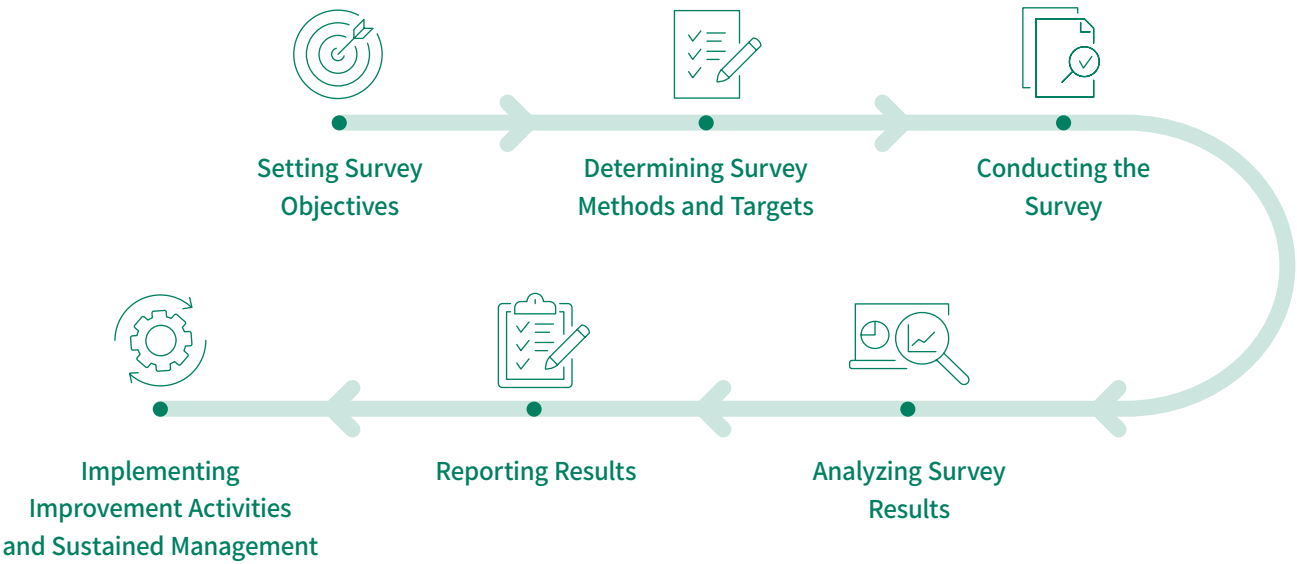 Setting Survey
Objectives
Determining Survey
Methods and Targets
Conducting the
Survey
Analyzing Survey
Results
Reporting Results
Implementing
Improvement Activities
and Sustained Management